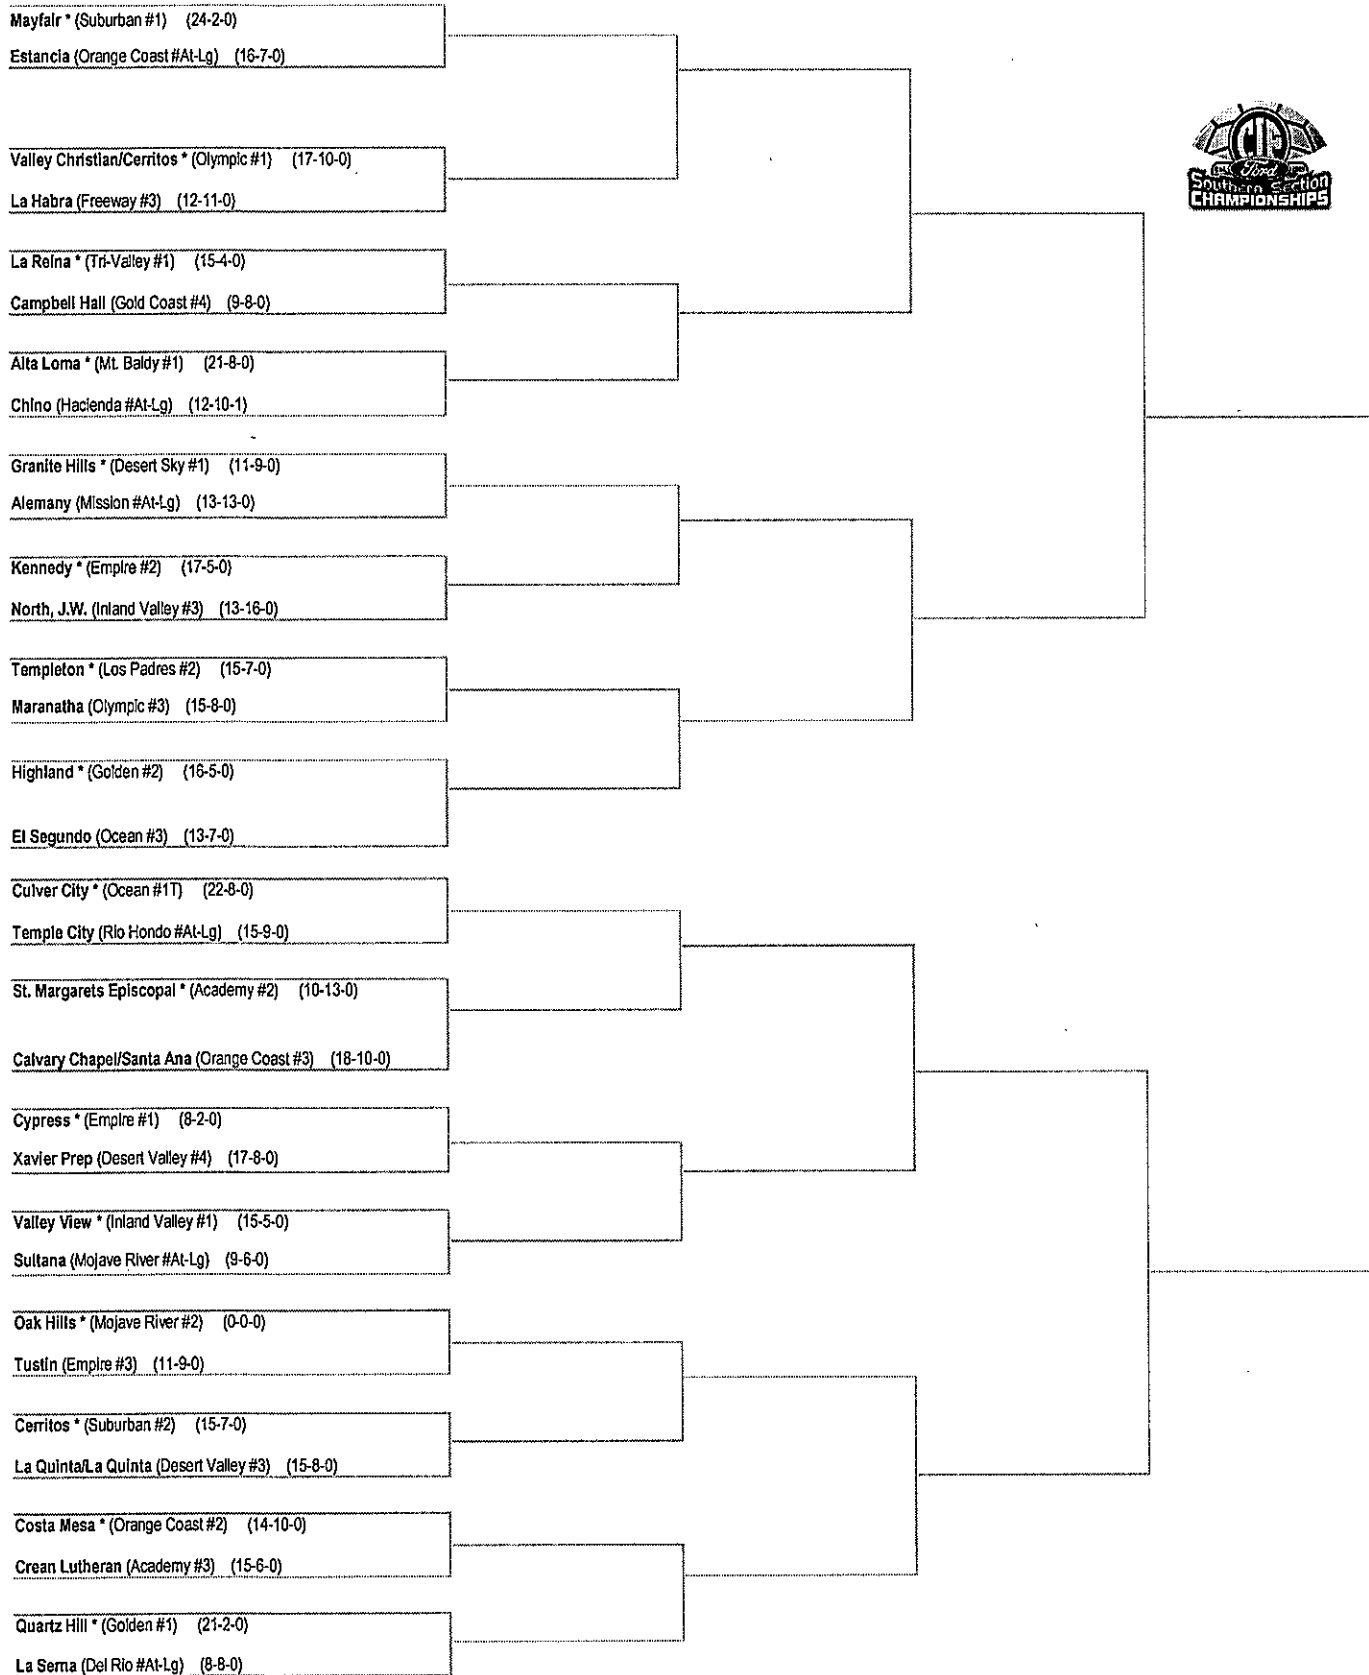 Mayfair * (Suburban #1) (24-2-0)
Estancia (Orange Coast #At-Lg) (16-7-0)
Valley Christian/Cerritos * (Olympic #1) (17-10-0)
La Habra (Freeway #3) (12-11-0)
La Reina * (Tri-Valley #1) (15-4-0)
Campbell Hall (Gold Coast #4) (9-8-0)
Alta Loma * (Mt. Baldy #1) (21-8-0)
Chino (Hacienda #At-Lg) (12-10-1)
Granite Hills * (Desert Sky #1) (11-9-0)
Alemany (Mission #At-Lg) (13-13-0)
Kennedy * (Empire #2) (17-5-0)
North, J.W. (Inland Valley #3) (13-16-0)
Templeton * (Los Padres #2) (15-7-0)
Maranatha (Olympic #3) (15-8-0)
Highland * (Golden #2) (16-5-0)
El Segundo (Ocean #3) (13-7-0)
Culver City * (Ocean #1T) (22-8-0)
Temple City (Rio Hondo #At-Lg) (15-9-0)
St. Margarets Episcopal * (Academy #2) (10-13-0)
Calvary Chapel/Santa Ana (Orange Coast #3) (18-10-0)
Cypress * (Empire #1) (8-2-0)
Xavier Prep (Desert Valley #4) (17-8-0)
Valley View * (Inland Valley #1) (15-5-0)
Sultana (Mojave River #At-Lg) (9-6-0)
Oak Hills * (Mojave River #2) (0-0-0)
Tustin (Empire #3) (11-9-0)
Cerritos * (Suburban #2) (15-7-0)
La Quinta/La Quinta (Desert Valley #3) (15-8-0)
Costa Mesa * (Orange Coast #2) (14-10-0)
Crean Lutheran (Academy #3) (15-6-0)
Quartz Hill * (Golden #1) (21-2-0)
La Serna (Del Rio #At-Lg) (8-8-0)
CIF
Ford
Southern Section
CHAMPIONSHIPS